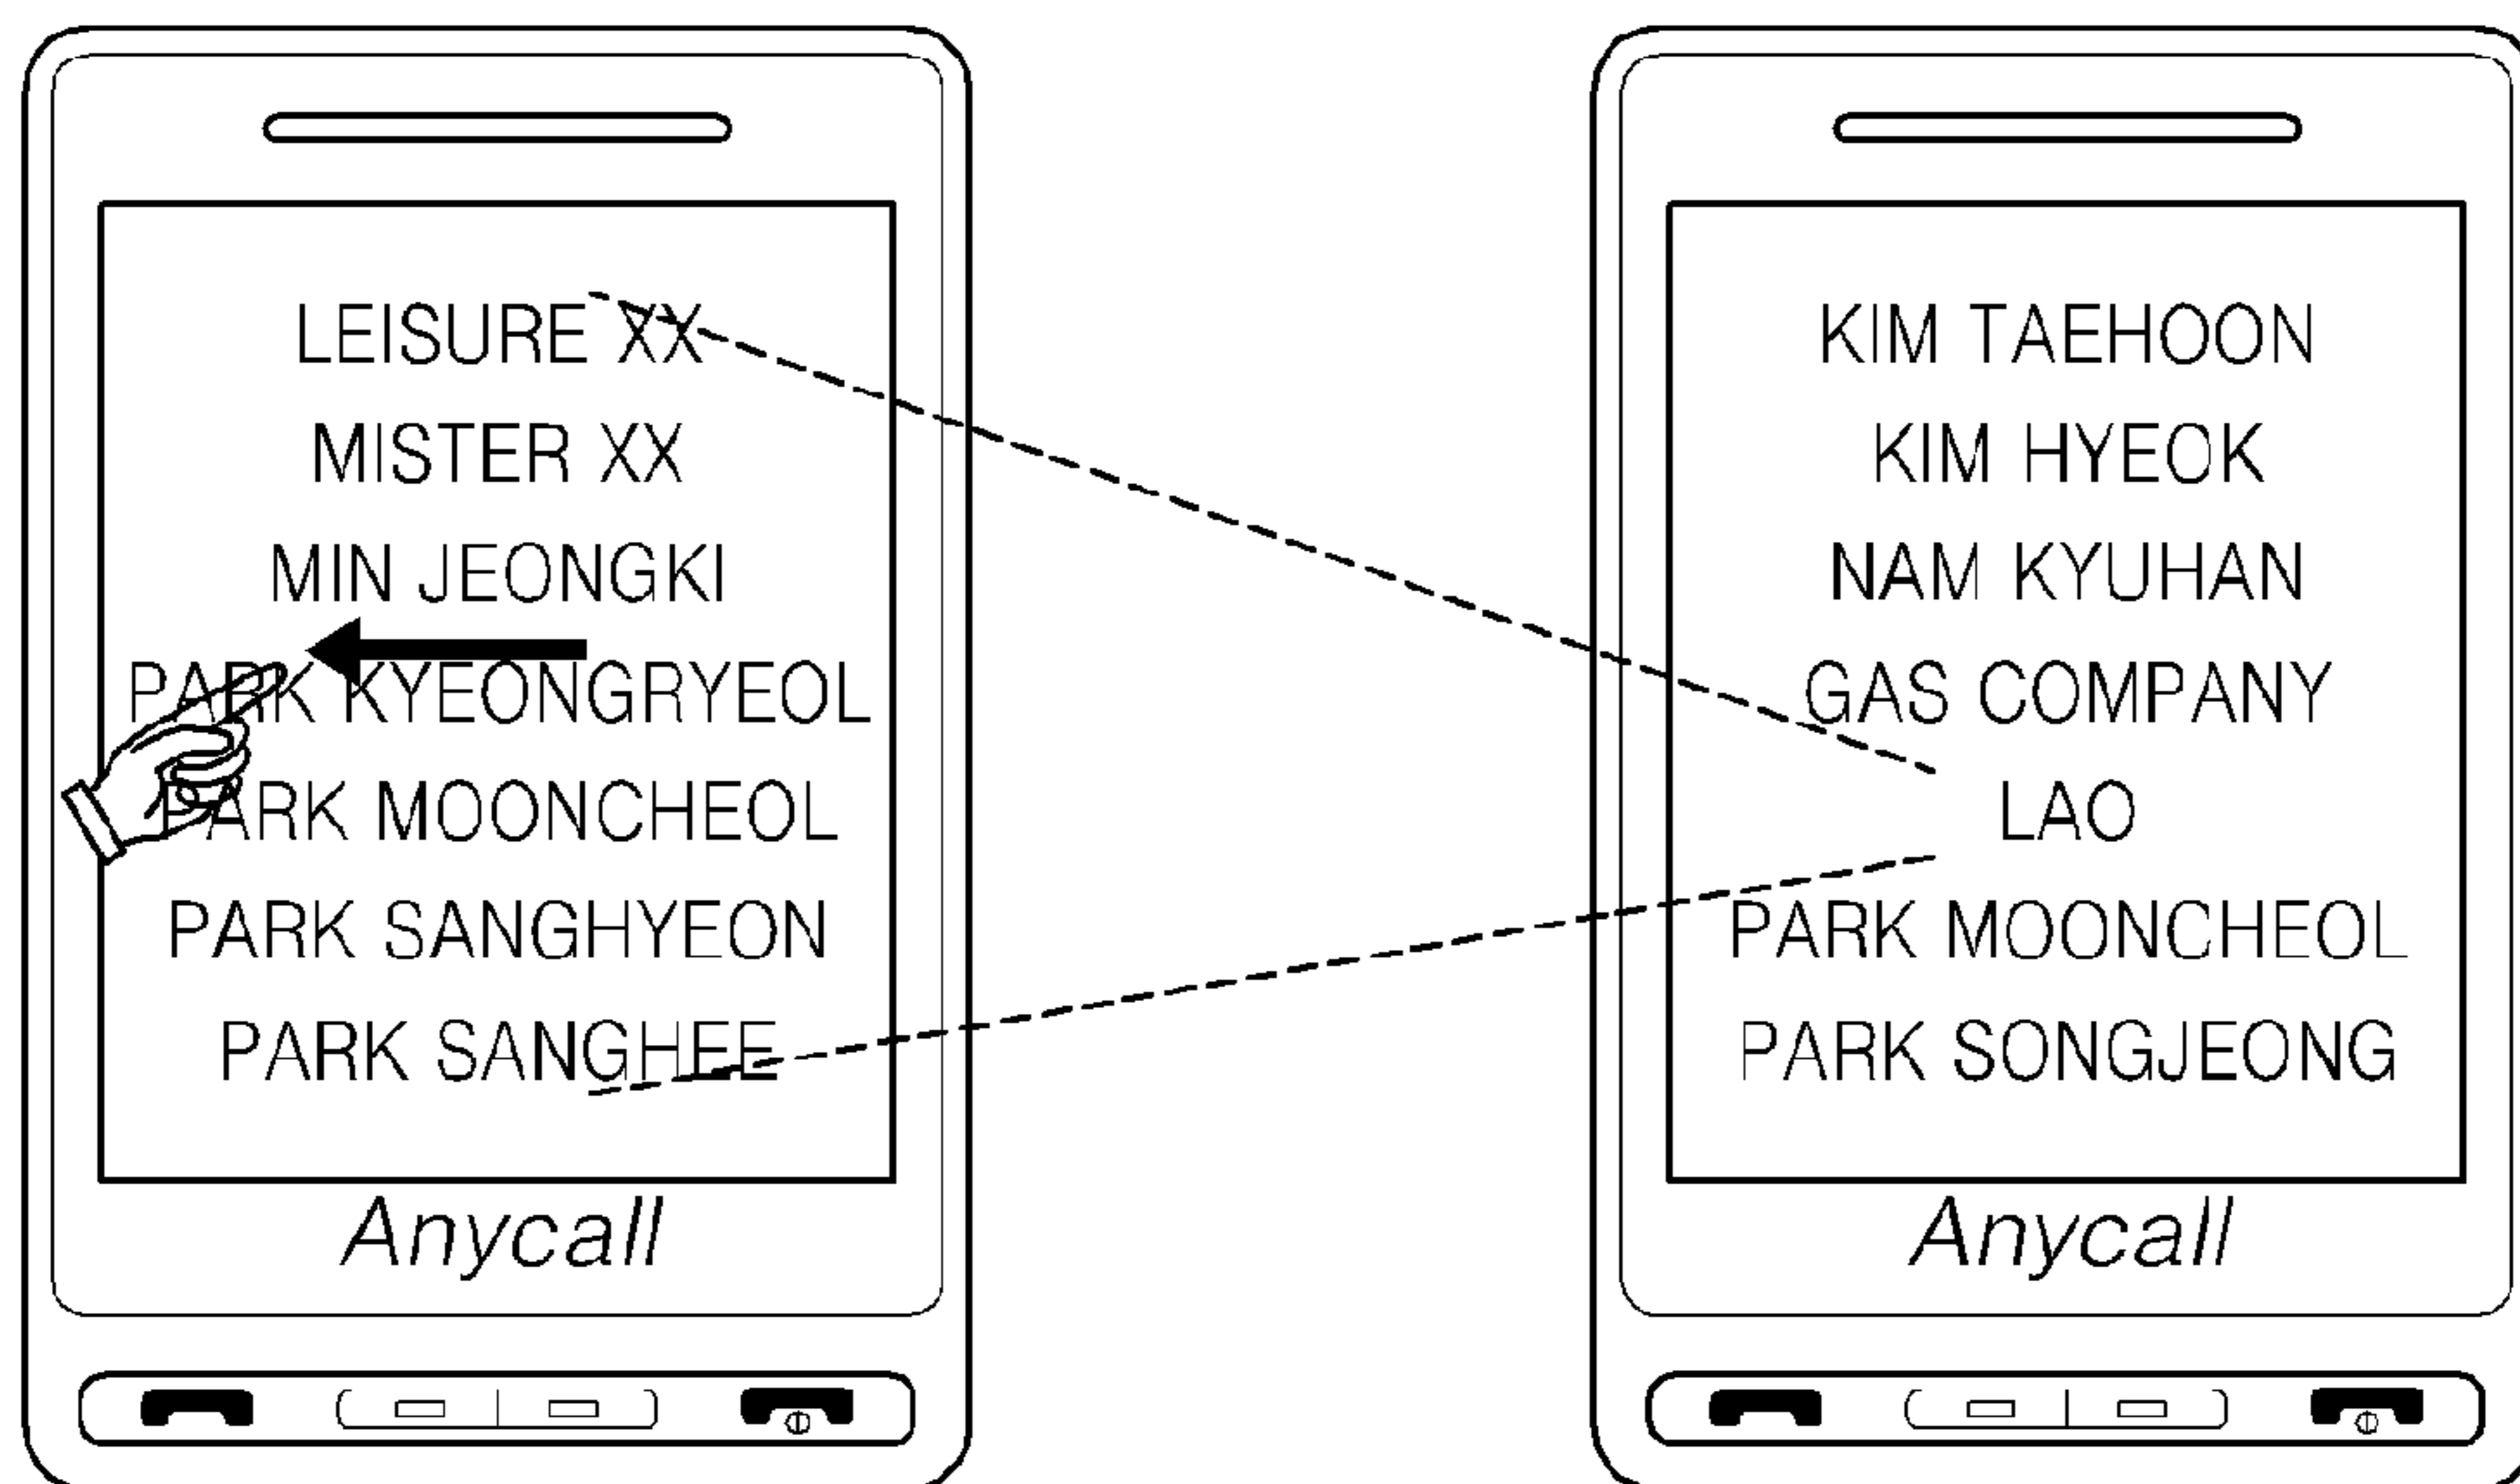 LEISURE XX
MISTER XX
MIN JEONGKI
PARK KYEONGRYEOL
PARK MOONCHEOL
PARK SANGHYEON
PARK SANGHEE
Anycall
KIM TAEHOON
KIM HYEOK
NAM KYUHAN
GAS COMPANY
LAO
PARK MOONCHEOL
PARK SONGJEONG
Anycall